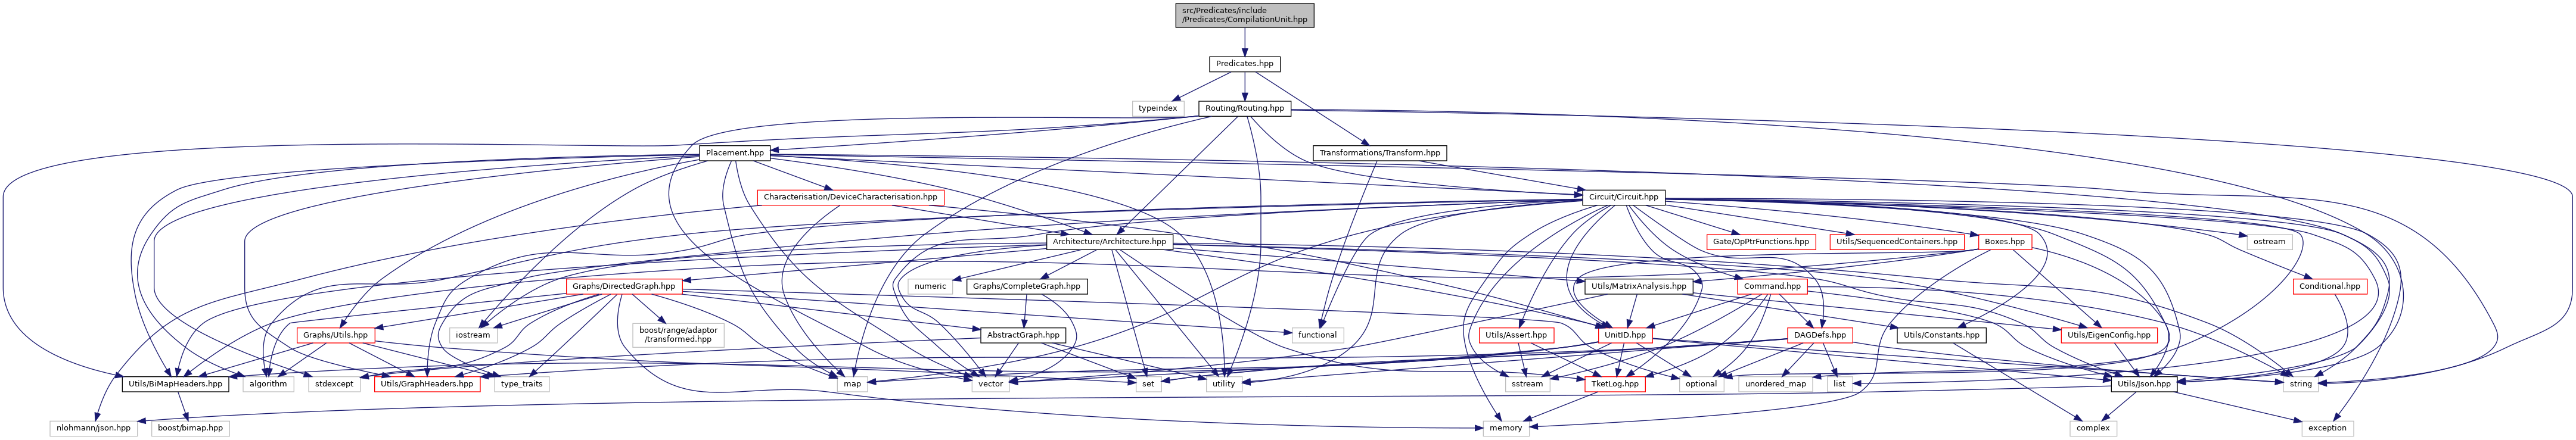 src/Predicates/include
/Predicates/CompilationUnit.hpp
Predicates.hpp
typeindex
Routing/Routing.hpp
Placement.hpp
Transformations/Transform.hpp
Characterisation/DeviceCharacterisation.hpp
Circuit/Circuit.hpp
Architecture/Architecture.hpp
Gate/OpPtrFunctions.hpp
Utils/SequencedContainers.hpp
Boxes.hpp
ostream
Graphs/DirectedGraph.hpp
numeric
Graphs/CompleteGraph.hpp
Utils/MatrixAnalysis.hpp
Command.hpp
Conditional.hpp
Graphs/Utils.hpp
iostream
boost/range/adaptor
/transformed.hpp
AbstractGraph.hpp
functional
Utils/Assert.hpp
UnitID.hpp
DAGDefs.hpp
Utils/Constants.hpp
Utils/EigenConfig.hpp
Utils/BiMapHeaders.hpp
algorithm
stdexcept
Utils/GraphHeaders.hpp
type_traits
map
vector
set
utility
sstream
TketLog.hpp
optional
unordered_map
list
Utils/Json.hpp
string
nlohmann/json.hpp
boost/bimap.hpp
memory
complex
exception